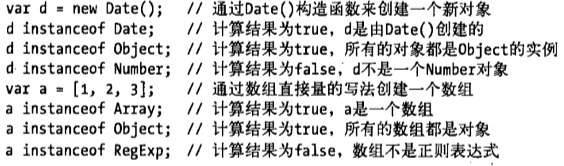 var d = new Date();  // 通过Date()构造函数来创建一个新对象
d instanceof Date;   // 计算结果为true，d是由Date()创建的
d instanceof Object; // 计算结果为true，所有的对象都是Object的实例
d instanceof Number; // 计算结果为false，d不是一个Number对象
var a = [1, 2, 3];   // 通过数组直接量的写法创建一个数组
a instanceof Array;  // 计算结果为true，a是一个数组
a instanceof Object; // 计算结果为true，所有的数组都是对象
a instanceof RegExp; // 计算结果为false，数组不是正则表达式